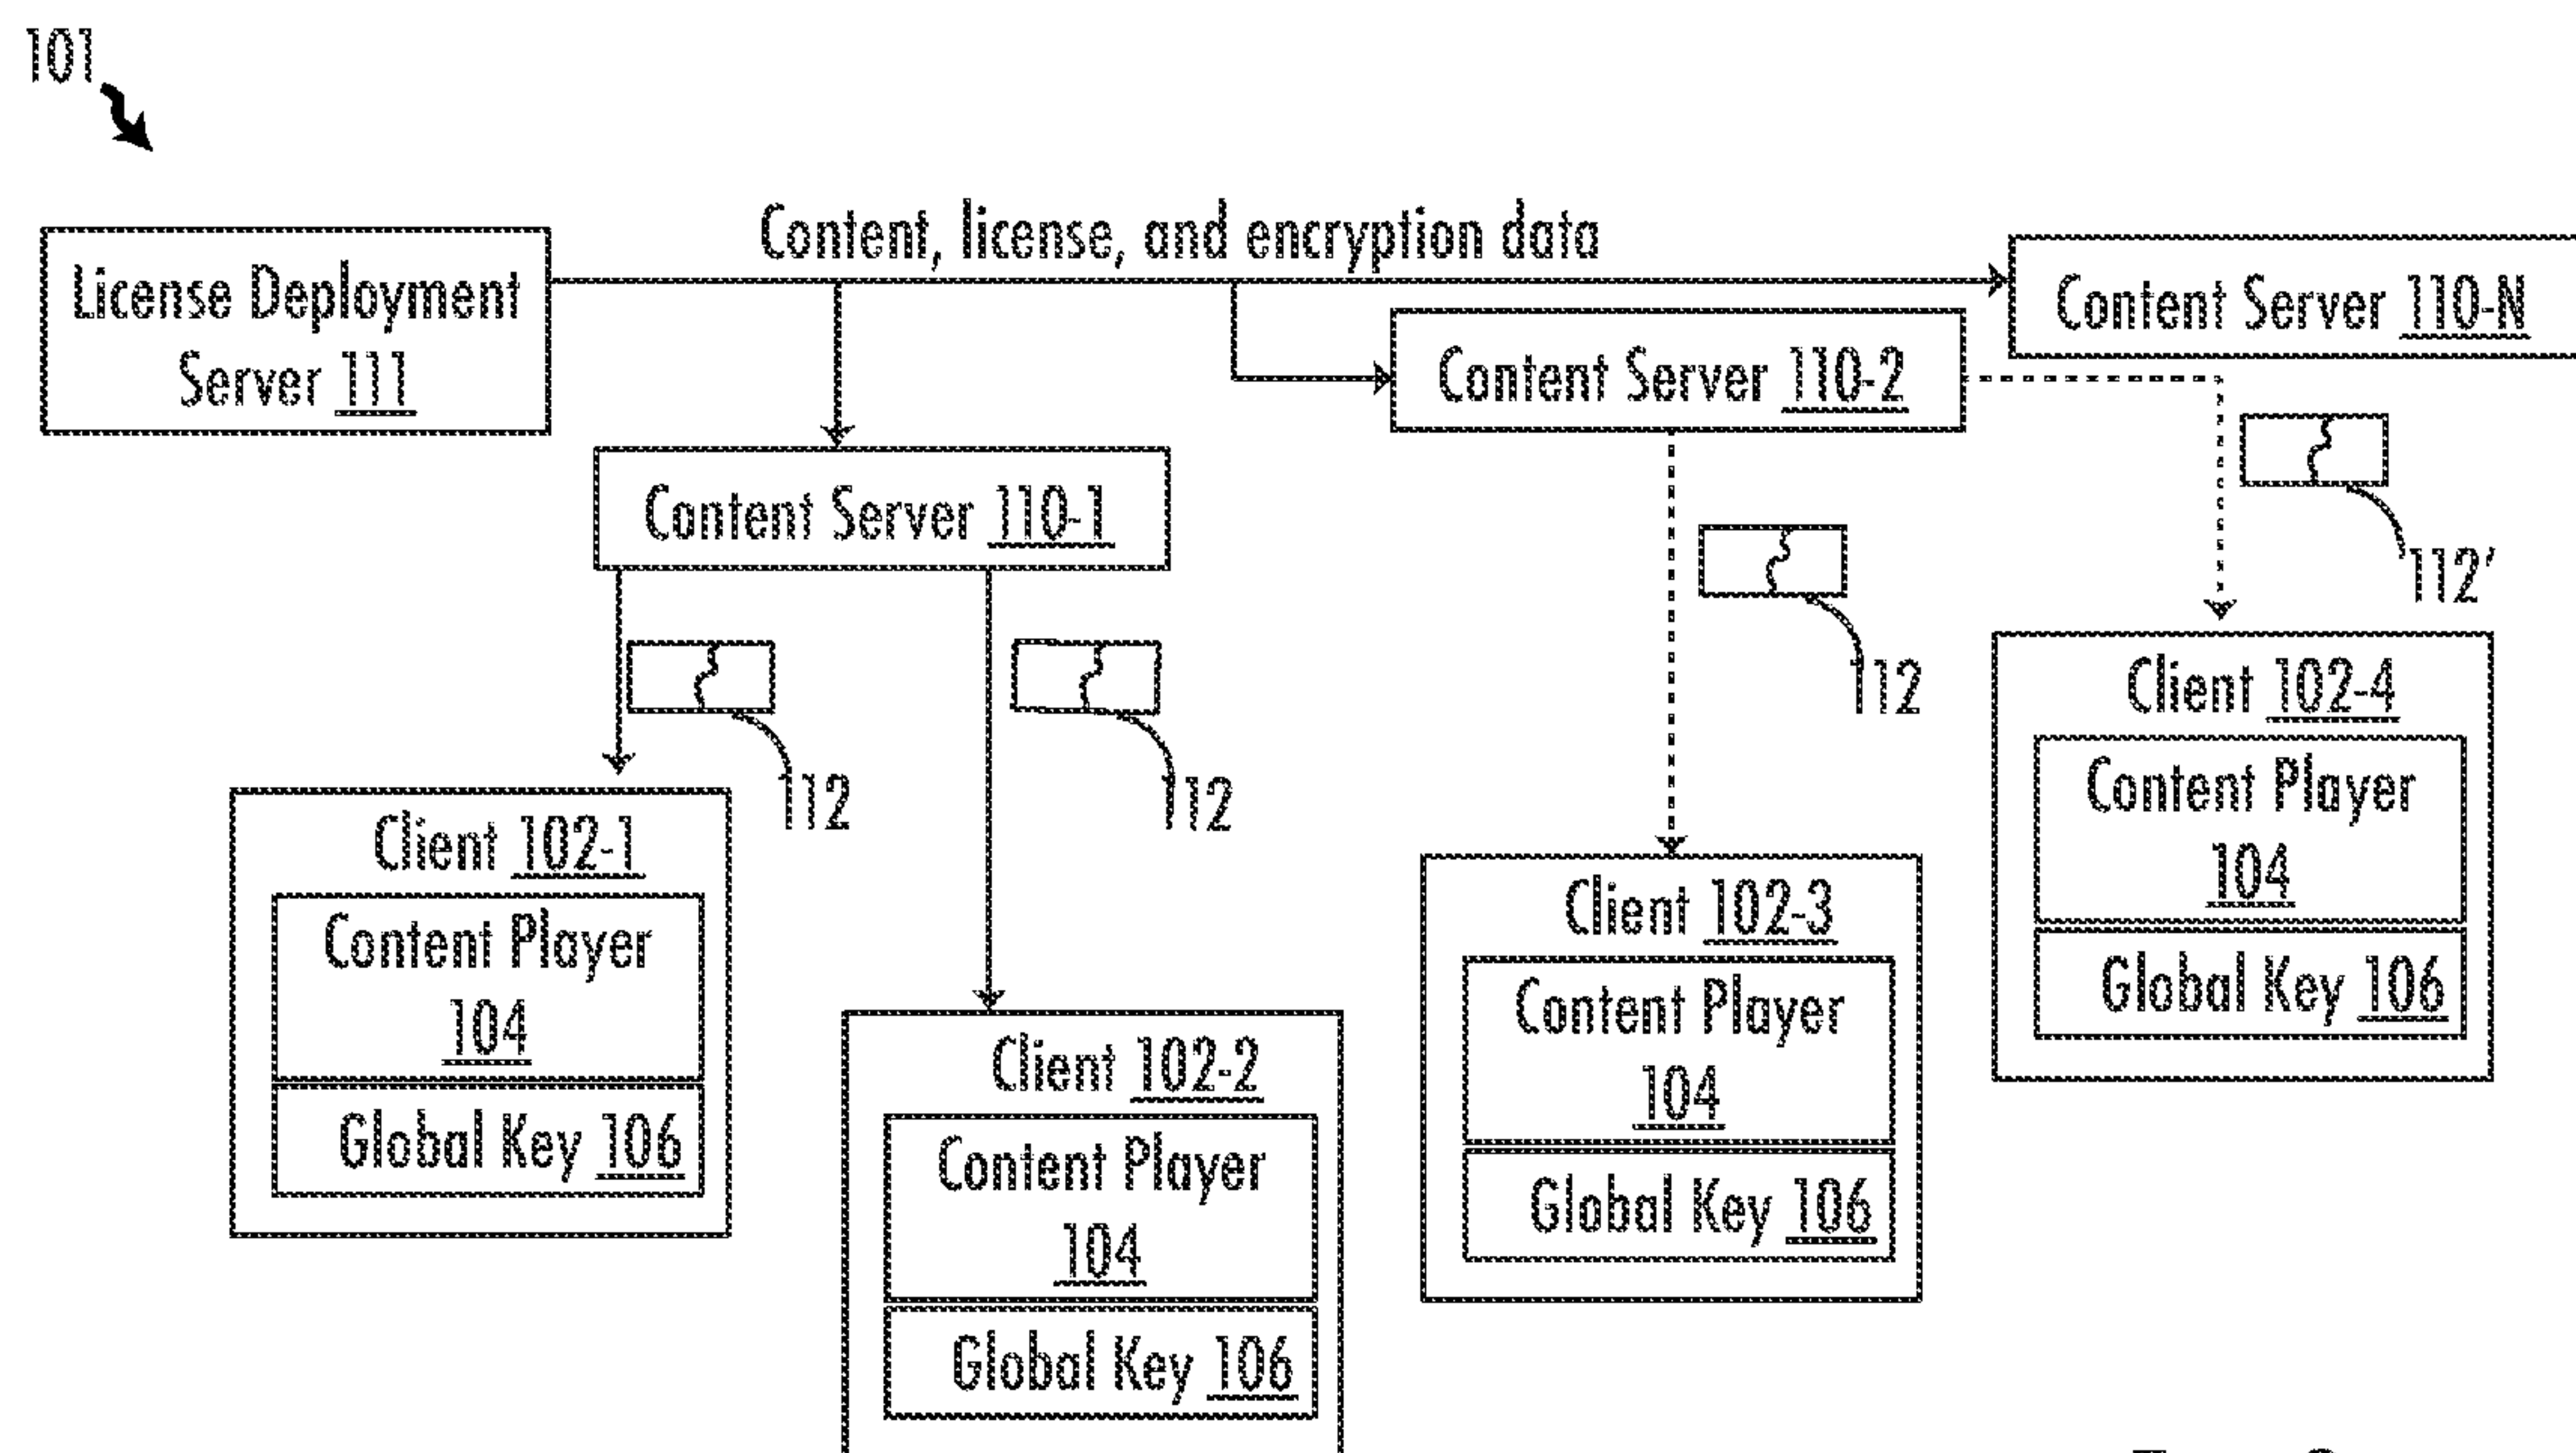 101
Content, license, and encryption data
License Deployment
Server 111
Content Server 110-N
Content Server 110-2
Content Server 110-1
112'
112
112
112
Client 102-1
Content Player
104
Global Key 106
Client 102-2
Content Player
104
Global Key 106
Client 102-3
Content Player
104
Global Key 106
Client 102-4
Content Player
104
Global Key 106